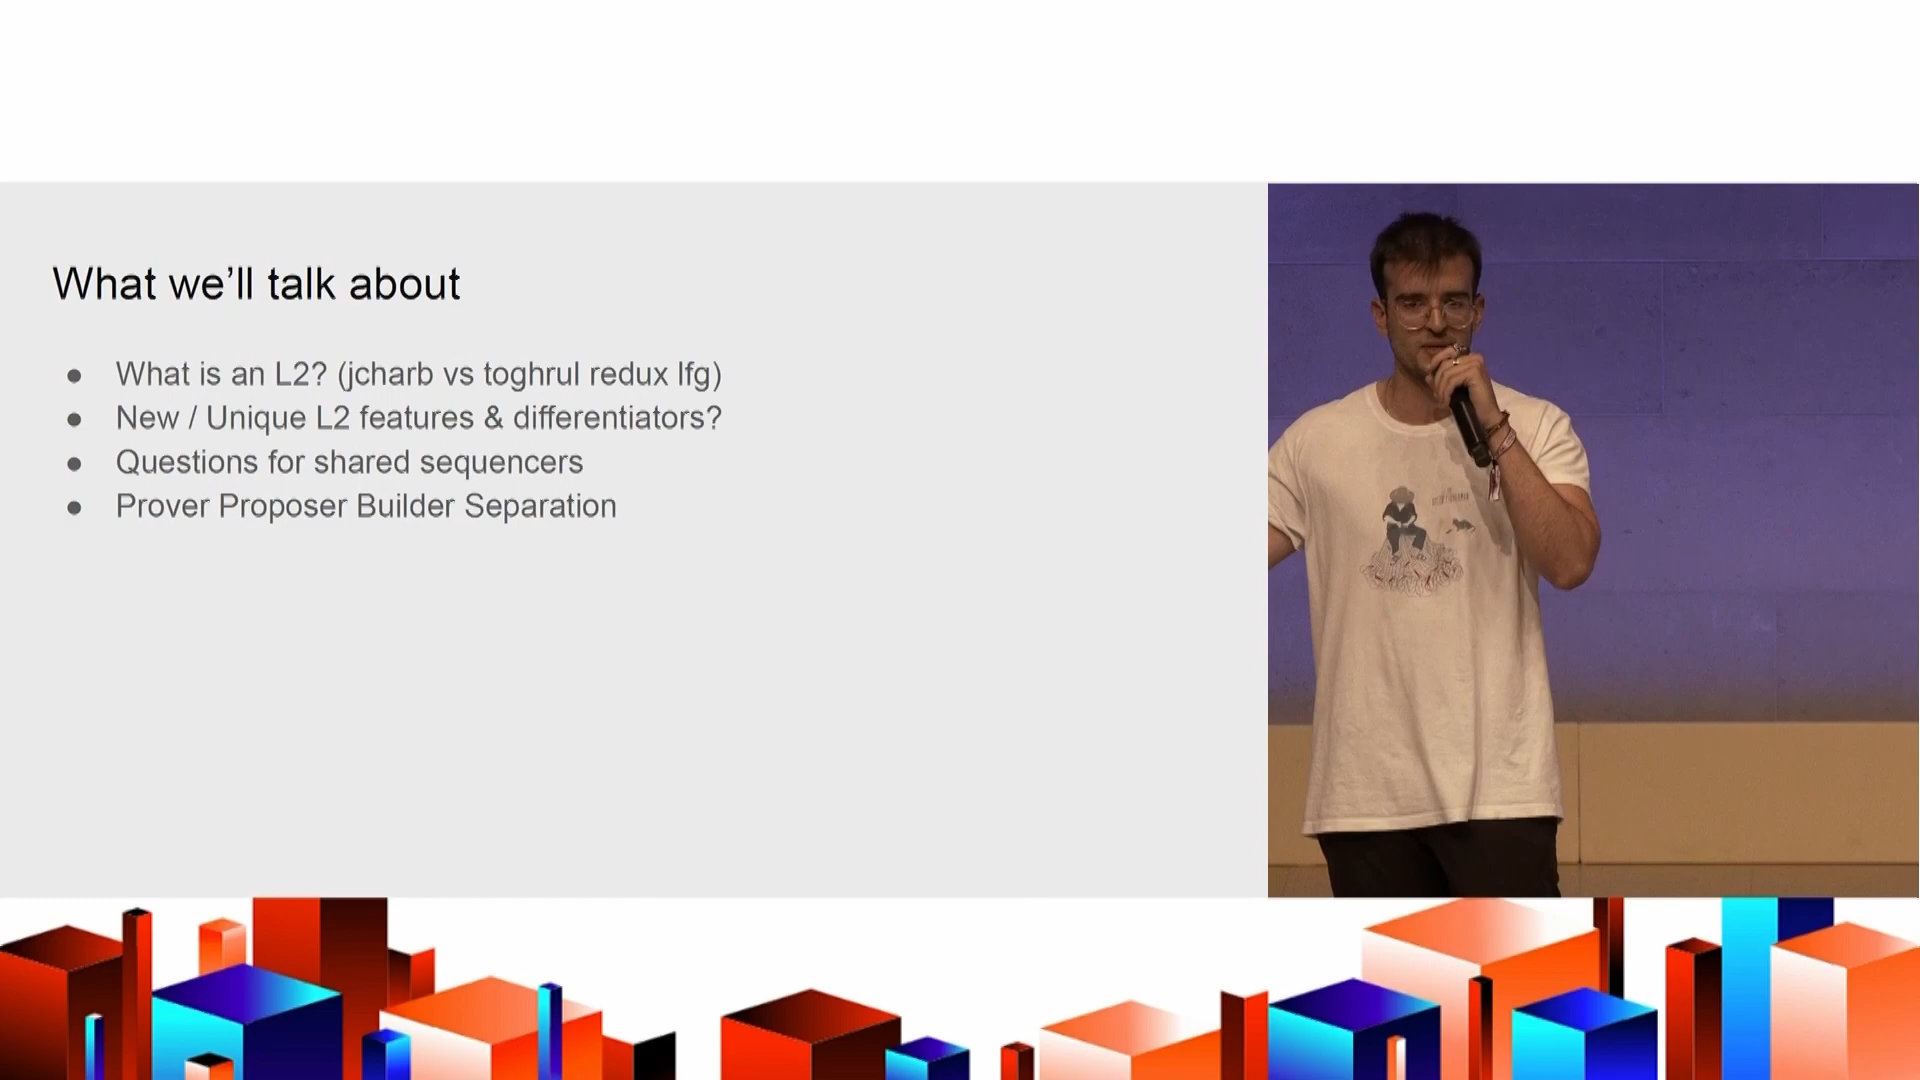 What we’ll talk about
● What is an L2? (jcharb vs toghrul redux lfg)
● New / Unique L2 features & differentiators?
● Questions for shared sequencers
● Prover Proposer Builder Separation